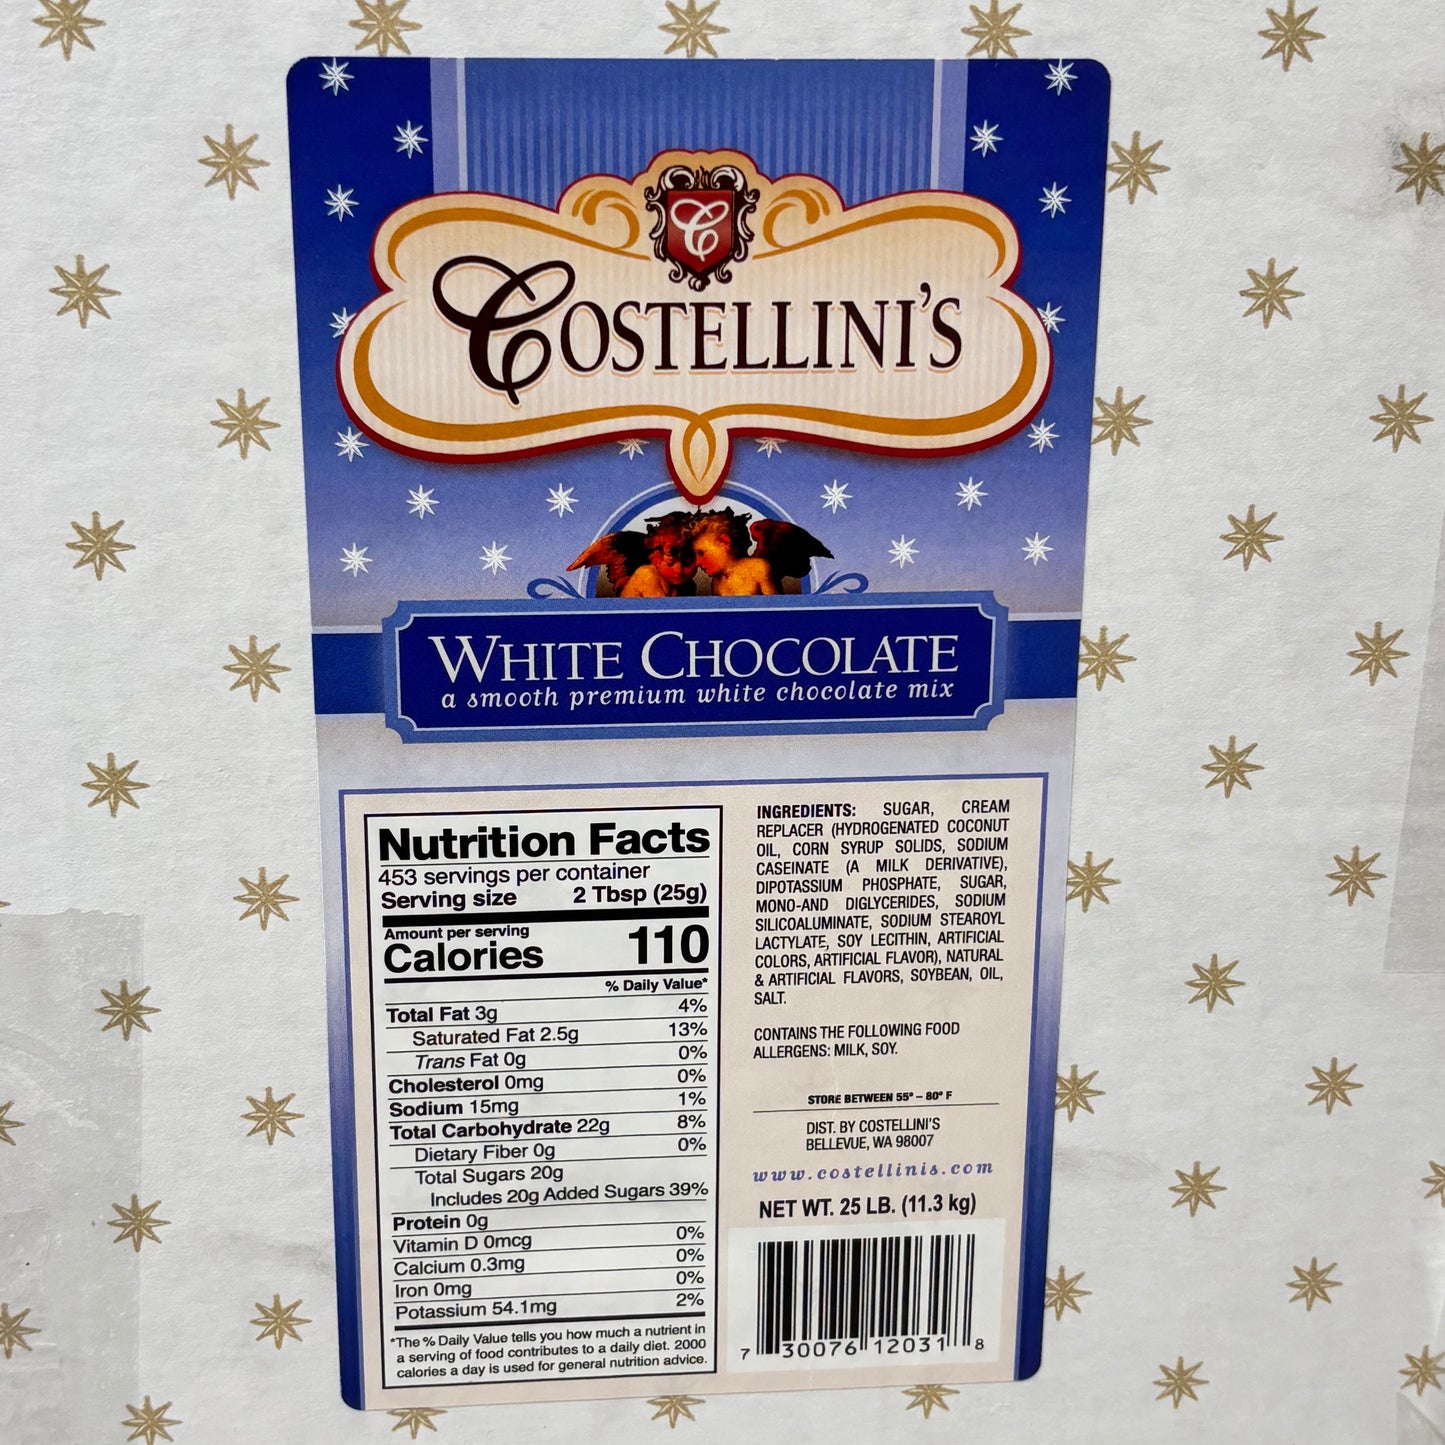 C
COSTELLINI'S
WHITE CHOCOLATE
a smooth premium white chocolate mix
Nutrition Facts
453 servings per container
Serving size 2 Tbsp (25g)
Amount per serving
Calories 110
% Daily Value*
Total Fat 3g 4%
Saturated Fat 2.5g 13%
Trans Fat 0g 0%
Cholesterol 0mg 0%
Sodium 15mg 1%
Total Carbohydrate 22g 8%
Dietary Fiber 0g 0%
Total Sugars 20g
Includes 20g Added Sugars 39%
Protein 0g
Vitamin D 0mcg 0%
Calcium 0.3mg 0%
Iron 0mg 0%
Potassium 54.1mg 2%
*The % Daily Value tells you how much a nutrient in
a serving of food contributes to a daily diet. 2000
calories a day is used for general nutrition advice.
INGREDIENTS: SUGAR, CREAM
REPLACER (HYDROGENATED COCONUT
OIL, CORN SYRUP SOLIDS, SODIUM
CASEINATE (A MILK DERIVATIVE),
DIPOTASSIUM PHOSPHATE, SUGAR,
MONO-AND DIGLYCERIDES, SODIUM
SILICOALUMINATE, SODIUM STEAROYL
LACTYLATE, SOY LECITHIN, ARTIFICIAL
COLORS, ARTIFICIAL FLAVOR), NATURAL
& ARTIFICIAL FLAVORS, SOYBEAN, OIL,
SALT.
CONTAINS THE FOLLOWING FOOD
ALLERGENS: MILK, SOY.
STORE BETWEEN 55° – 80° F
DIST. BY COSTELLINI'S
BELLEVUE, WA 98007
www.costellinis.com
NET WT. 25 LB. (11.3 kg)
7 30076 12031 8